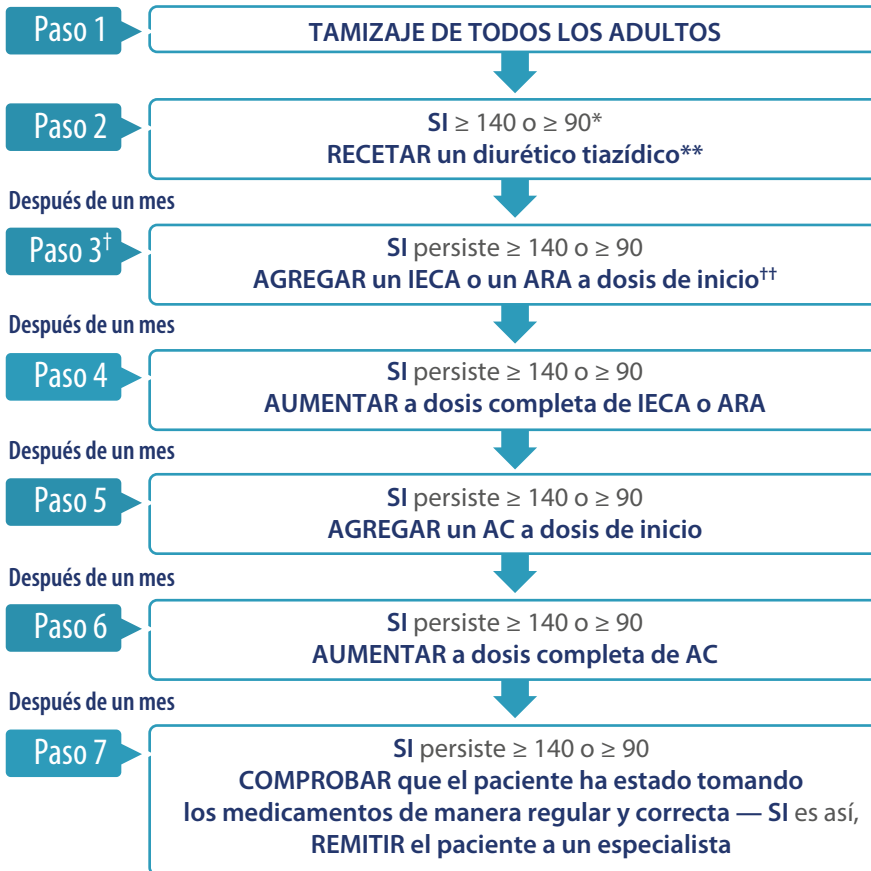 Paso 1
TAMIZAJE DE TODOS LOS ADULTOS
Paso 2
SI ≥ 140 o ≥ 90*
RECETAR un diurético tiazídico**
Después de un mes
Paso 3†
SI persiste ≥ 140 o ≥ 90
AGREGAR un IECA o un ARA a dosis de inicio††
Después de un mes
Paso 4
SI persiste ≥ 140 o ≥ 90
AUMENTAR a dosis completa de IECA o ARA
Después de un mes
Paso 5
SI persiste ≥ 140 o ≥ 90
AGREGAR un AC a dosis de inicio
Después de un mes
Paso 6
SI persiste ≥ 140 o ≥ 90
AUMENTAR a dosis completa de AC
Después de un mes
Paso 7
SI persiste ≥ 140 o ≥ 90
COMPROBAR que el paciente ha estado tomando
los medicamentos de manera regular y correcta — SI es así,
REMITIR el paciente a un especialista